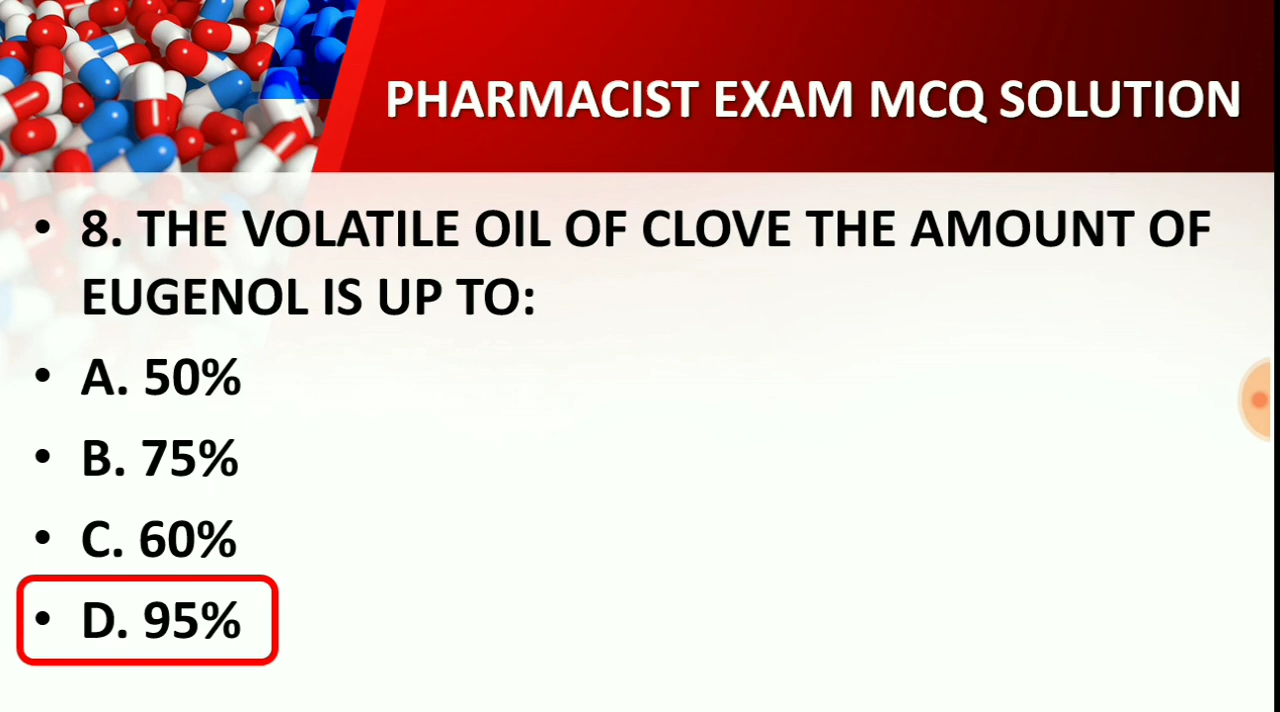 PHARMACIST EXAM MCQ SOLUTION
• 8. THE VOLATILE OIL OF CLOVE THE AMOUNT OF
EUGENOL IS UP TO:
• A. 50%
• B. 75%
• C. 60%
• D. 95%